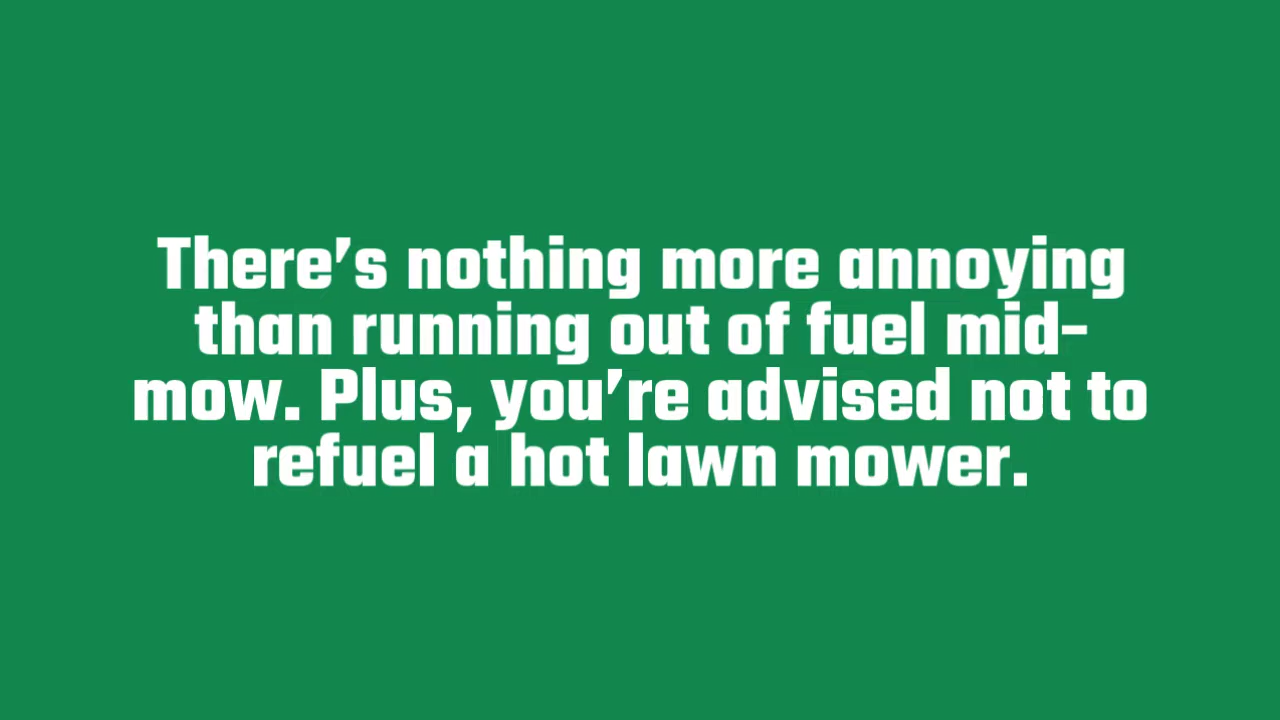 There’s nothing more annoying
than running out of fuel mid-
mow. Plus, you’re advised not to
refuel a hot lawn mower.